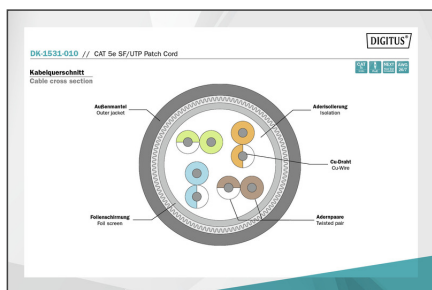 DIGITUS®
DK-1531-010 // CAT 5e SF/UTP Patch Cord
Kabelquerschnitt
Cable cross section
Außenmantel
Outer jacket
Aderisolierung
Isolation
Cu-Draht
Cu-Wire
Folienschirmung
Foil screen
Adernpaare
Twisted pair